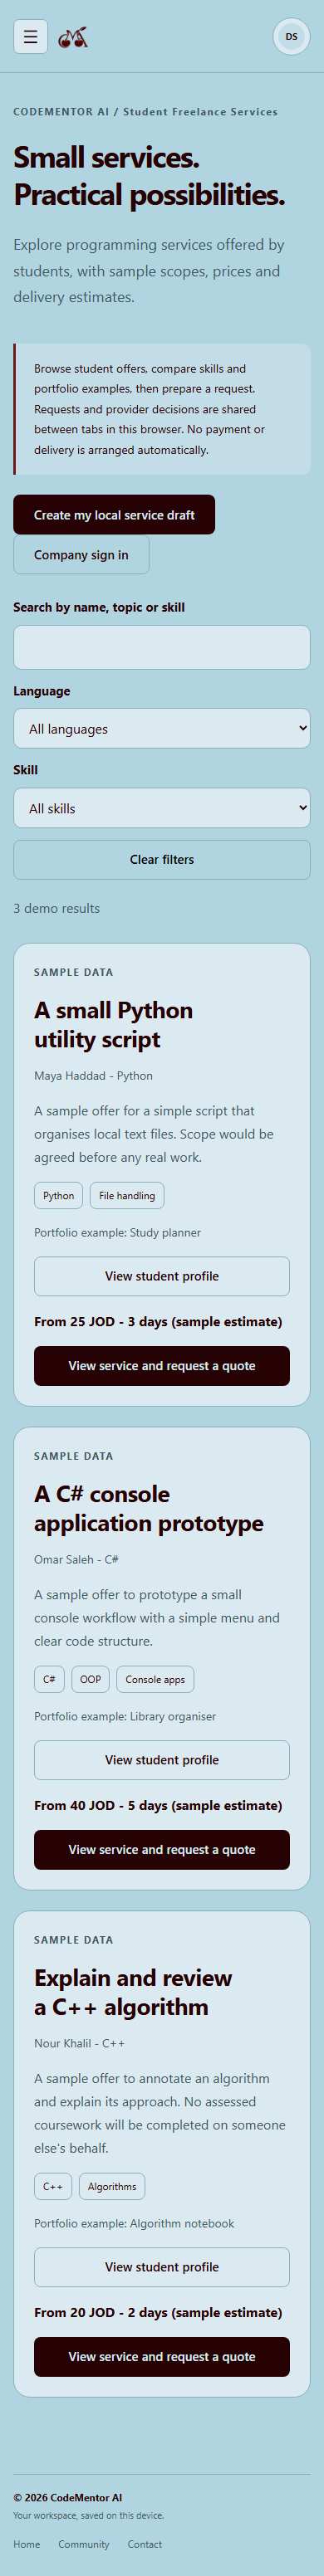 DS
CODEMENTOR AI / Student Freelance Services
Small services.
Practical possibilities.
Explore programming services offered by
students, with sample scopes, prices and
delivery estimates.
Browse student offers, compare skills and
portfolio examples, then prepare a request.
Requests and provider decisions are shared
between tabs in this browser. No payment or
delivery is arranged automatically.
Create my local service draft
Company sign in
Search by name, topic or skill
Language
All languages
Skill
All skills
Clear filters
3 demo results
SAMPLE DATA
A small Python
utility script
Maya Haddad - Python
A sample offer for a simple script that
organises local text files. Scope would be
agreed before any real work.
Python
File handling
Portfolio example: Study planner
View student profile
From 25 JOD - 3 days (sample estimate)
View service and request a quote
SAMPLE DATA
A C# console
application prototype
Omar Saleh - C#
A sample offer to prototype a small
console workflow with a simple menu and
clear code structure.
C#
OOP
Console apps
Portfolio example: Library organiser
View student profile
From 40 JOD - 5 days (sample estimate)
View service and request a quote
SAMPLE DATA
Explain and review
a C++ algorithm
Nour Khalil - C++
A sample offer to annotate an algorithm
and explain its approach. No assessed
coursework will be completed on someone
else's behalf.
C++
Algorithms
Portfolio example: Algorithm notebook
View student profile
From 20 JOD - 2 days (sample estimate)
View service and request a quote
© 2026 CodeMentor AI
Your workspace, saved on this device.
Home
Community
Contact